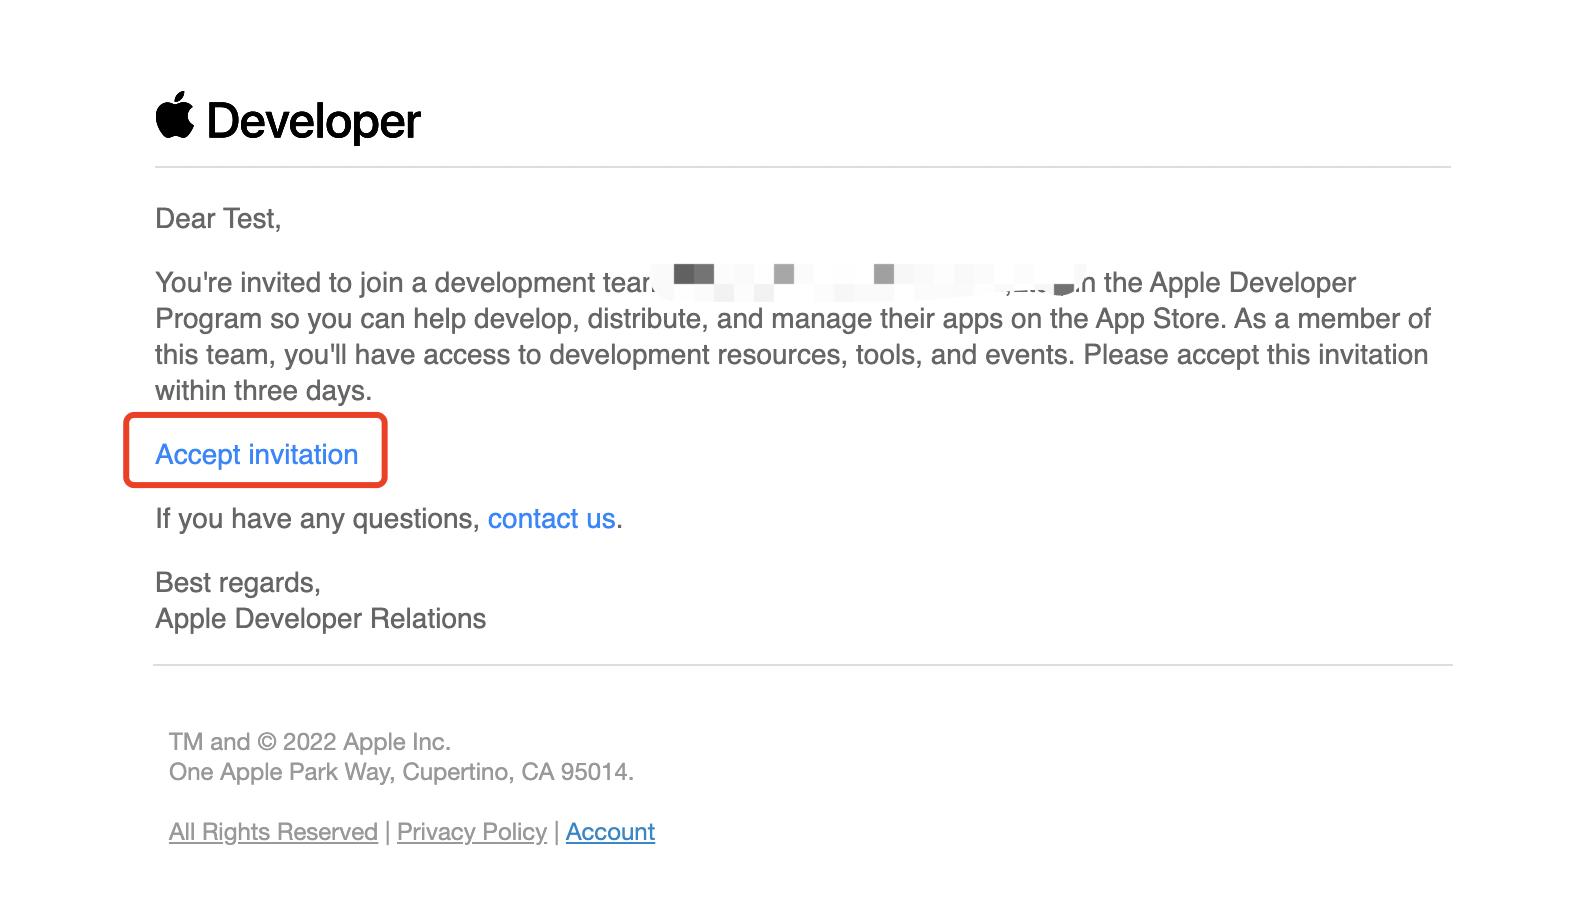 Developer
Dear Test,
You're invited to join a development team in the Apple Developer
Program so you can help develop, distribute, and manage their apps on the App Store. As a member of
this team, you'll have access to development resources, tools, and events. Please accept this invitation
within three days.
Accept invitation
If you have any questions, contact us.
Best regards,
Apple Developer Relations
TM and © 2022 Apple Inc.
One Apple Park Way, Cupertino, CA 95014.
All Rights Reserved | Privacy Policy | Account